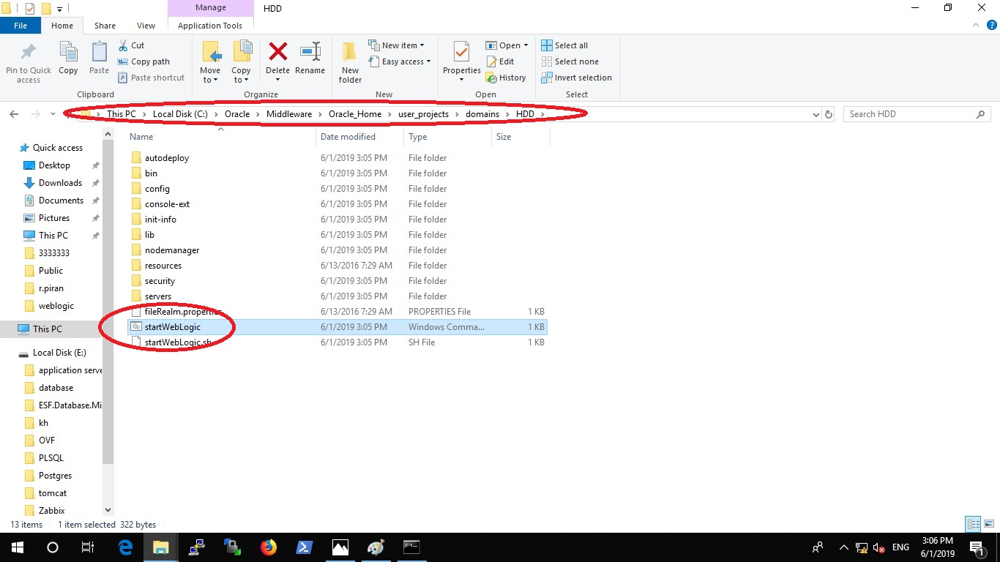 Manage
HDD
File
Home
Share
View
Application Tools
Pin to Quick access
Copy
Paste
Cut
Copy path
Paste shortcut
Clipboard
Move to
Copy to
Delete
Rename
Organize
New folder
New item
Easy access
New
Properties
Open
Edit
History
Open
Select all
Select none
Invert selection
Select
This PC > Local Disk (C:) > Oracle > Middleware > Oracle_Home > user_projects > domains > HDD >
Search HDD
Quick access
Desktop
Downloads
Documents
Pictures
This PC
3333333
Public
r.piran
weblogic
This PC
Local Disk (E:)
application serve
database
ESF.Database.Mi
kh
OVF
PLSQL
Postgres
tomcat
Zabbix
Name Date modified Type Size
autodeploy 6/1/2019 3:05 PM File folder
bin 6/1/2019 3:05 PM File folder
config 6/1/2019 3:05 PM File folder
console-ext 6/1/2019 3:05 PM File folder
init-info 6/1/2019 3:05 PM File folder
lib 6/1/2019 3:05 PM File folder
nodemanager 6/1/2019 3:05 PM File folder
resources 6/13/2016 7:29 AM File folder
security 6/1/2019 3:05 PM File folder
servers 6/1/2019 3:05 PM File folder
fileRealm.properties 6/13/2016 7:29 AM PROPERTIES File 1 KB
startWebLogic 6/1/2019 3:05 PM Windows Comma... 1 KB
startWebLogic.sh 6/1/2019 3:05 PM SH File 1 KB
13 items 1 item selected 322 bytes
ENG
3:06 PM
6/1/2019
1